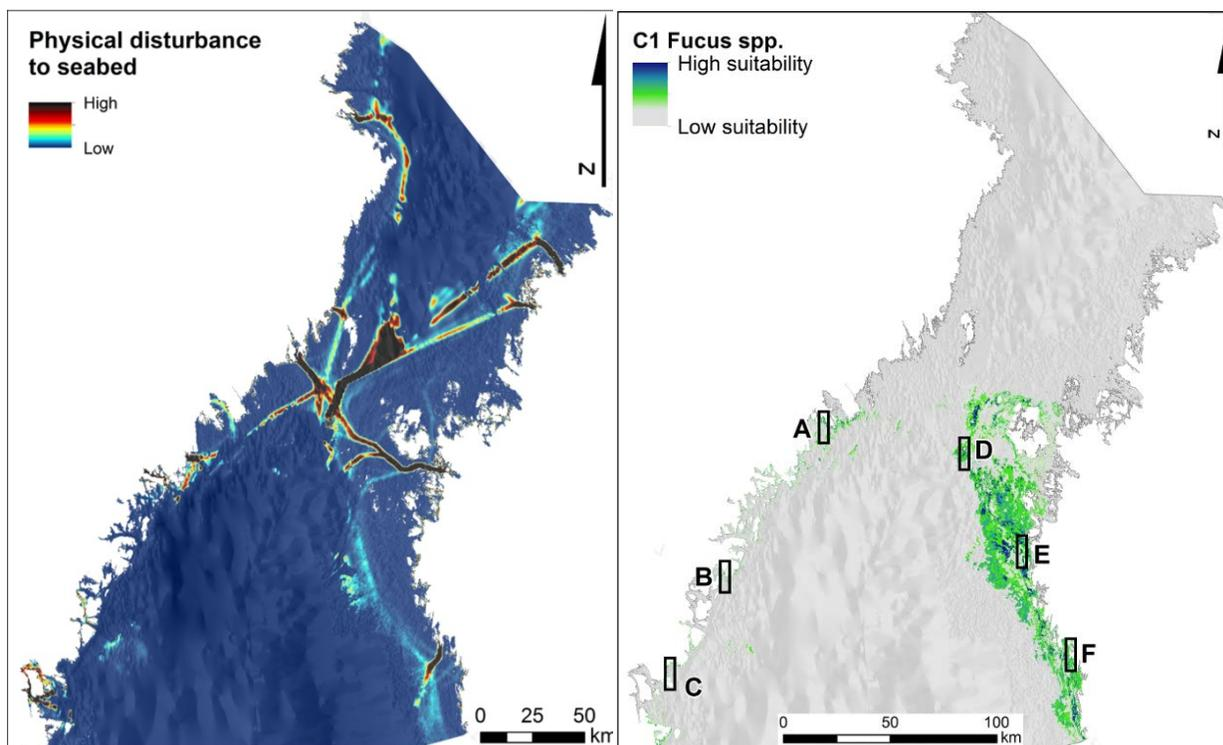 Physical disturbance
to seabed
High
Low
Z
0 25 50
km
C1 Fucus spp.
High suitability
Low suitability
Z
A
D
E
B
F
C
0 50 100
km